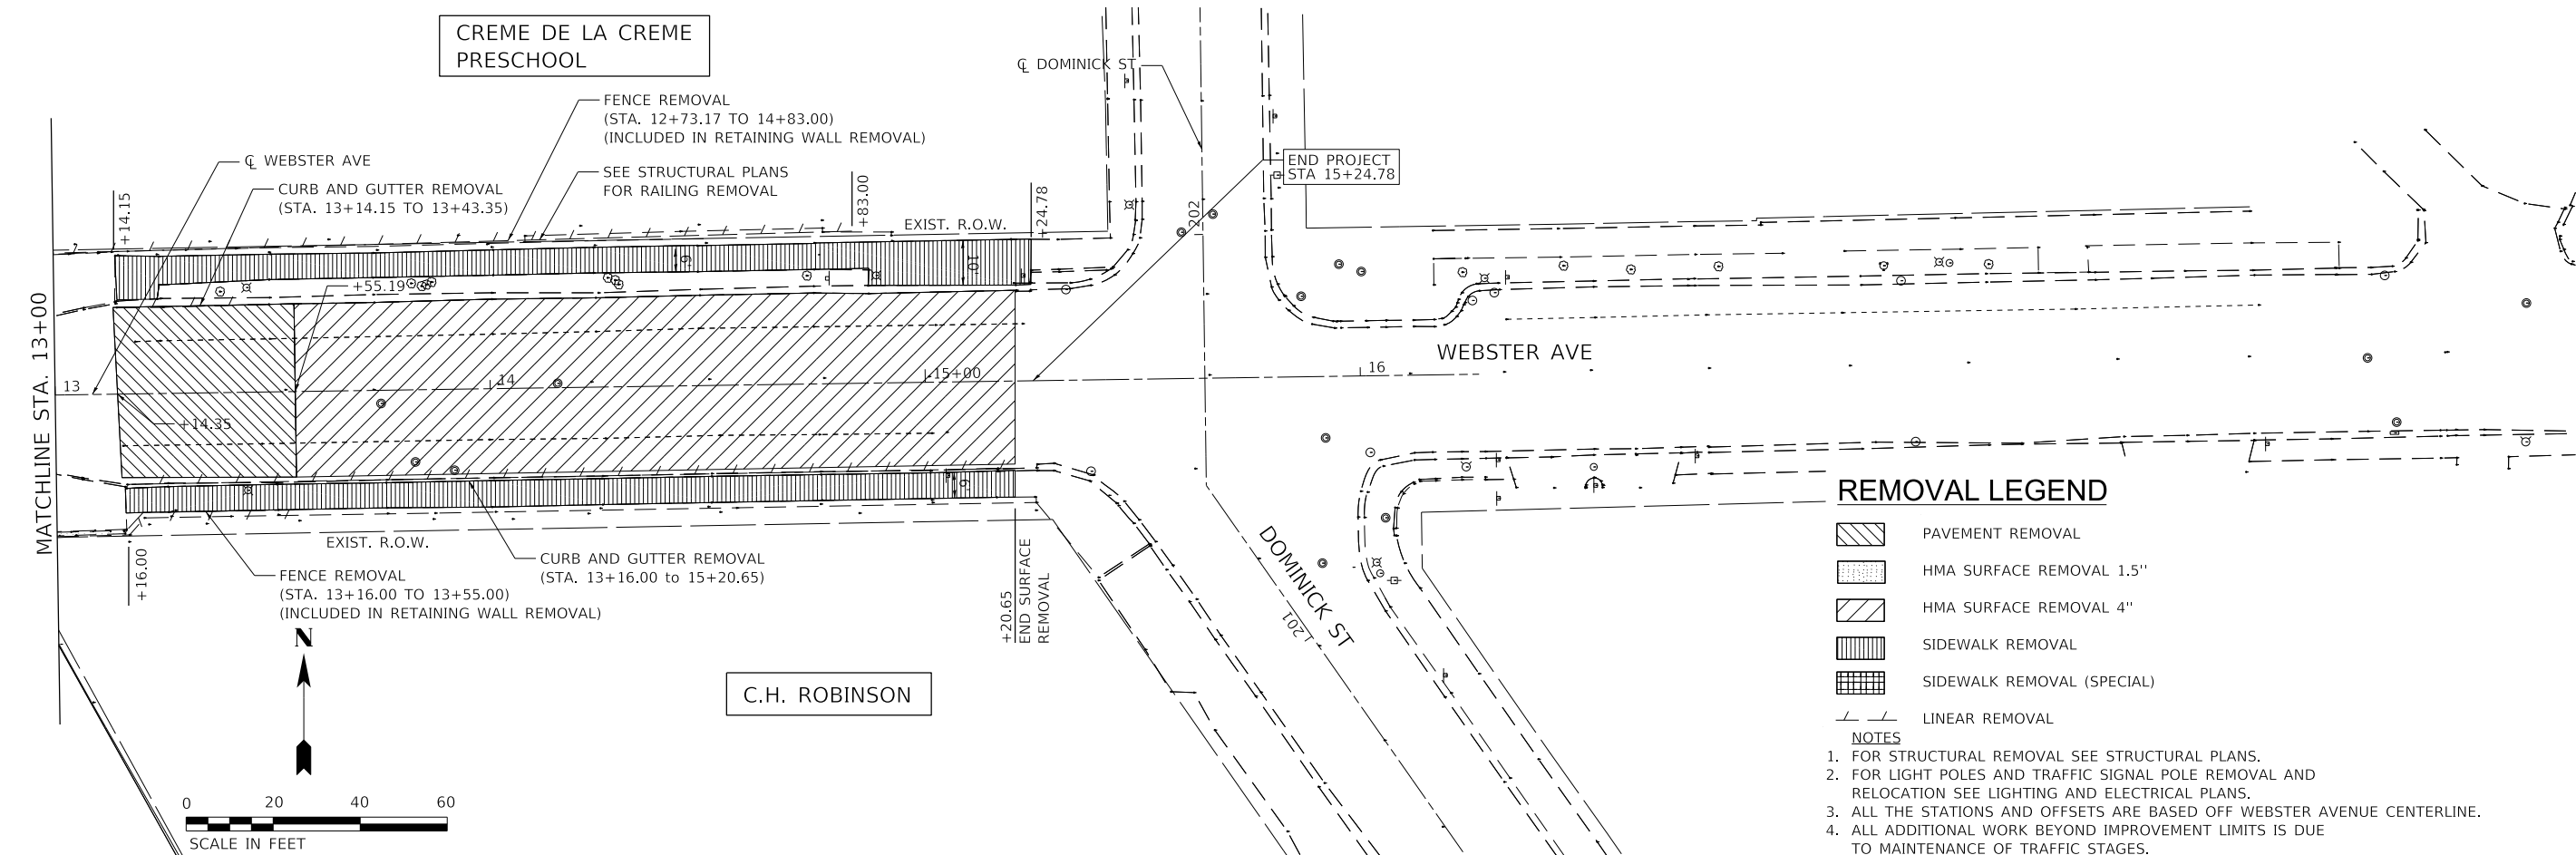 CREME DE LA CREME
PRESCHOOL
℄ DOMINICK ST
FENCE REMOVAL
(STA. 12+73.17 TO 14+83.00)
(INCLUDED IN RETAINING WALL REMOVAL)
℄ WEBSTER AVE
END PROJECT
STA 15+24.78
SEE STRUCTURAL PLANS
FOR RAILING REMOVAL
CURB AND GUTTER REMOVAL
(STA. 13+14.15 TO 13+43.35)
+14.15
+83.00
+24.78
202
EXIST. R.O.W.
6'
10'
+55.19
MATCHLINE STA. 13+00
WEBSTER AVE
13
14
15+00
16
+14.35
6'
REMOVAL LEGEND
PAVEMENT REMOVAL
HMA SURFACE REMOVAL 1.5''
HMA SURFACE REMOVAL 4''
SIDEWALK REMOVAL
SIDEWALK REMOVAL (SPECIAL)
LINEAR REMOVAL
EXIST. R.O.W.
+16.00
CURB AND GUTTER REMOVAL
(STA. 13+16.00 to 15+20.65)
FENCE REMOVAL
(STA. 13+16.00 TO 13+55.00)
(INCLUDED IN RETAINING WALL REMOVAL)
+20.65
END SURFACE
REMOVAL
DOMINICK ST
201
N
C.H. ROBINSON
NOTES
1. FOR STRUCTURAL REMOVAL SEE STRUCTURAL PLANS.
2. FOR LIGHT POLES AND TRAFFIC SIGNAL POLE REMOVAL AND
RELOCATION SEE LIGHTING AND ELECTRICAL PLANS.
3. ALL THE STATIONS AND OFFSETS ARE BASED OFF WEBSTER AVENUE CENTERLINE.
4. ALL ADDITIONAL WORK BEYOND IMPROVEMENT LIMITS IS DUE
TO MAINTENANCE OF TRAFFIC STAGES.
0 20 40 60
SCALE IN FEET